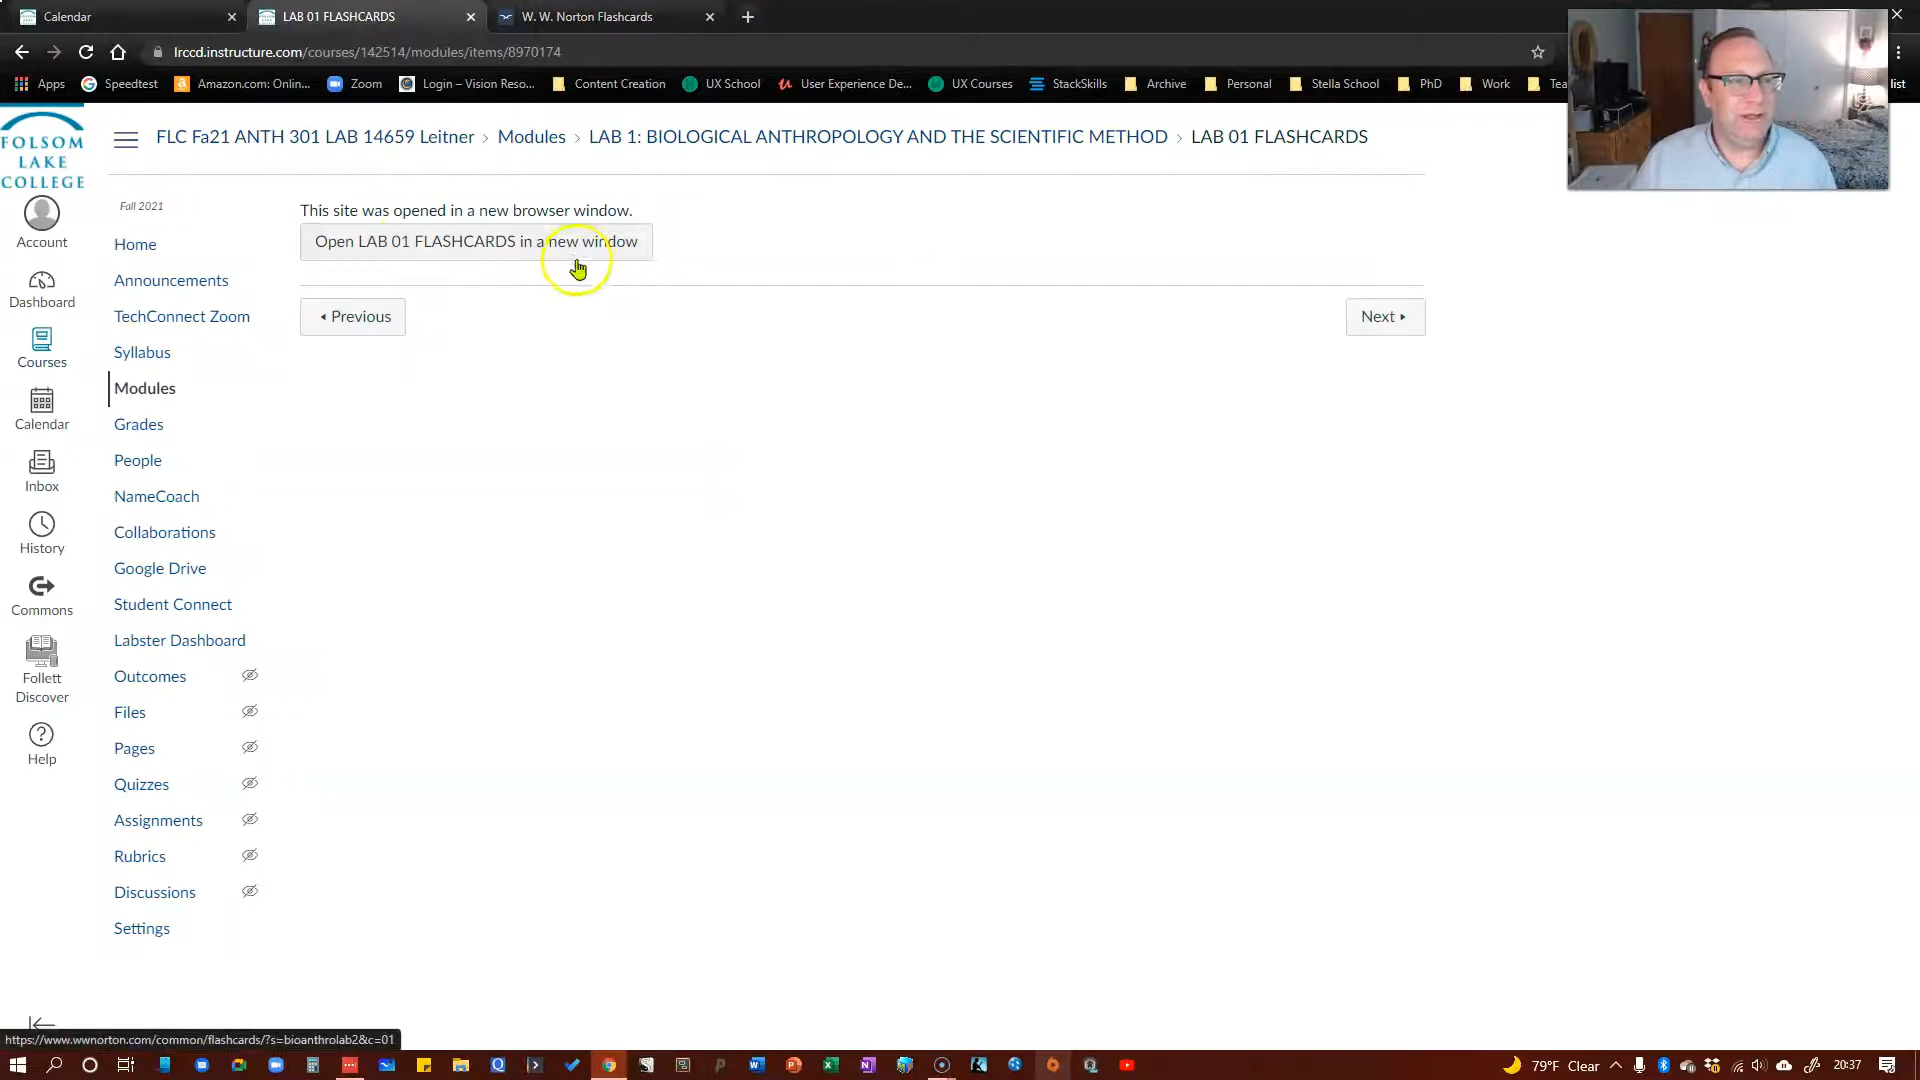 Calendar
LAB 01 FLASHCARDS
W. W. Norton Flashcards
lrccd.instructure.com/courses/142514/modules/items/8970174
Apps
Speedtest
Amazon.com: Onlin...
Zoom
Login – Vision Reso...
Content Creation
UX School
User Experience De...
UX Courses
StackSkills
Archive
Personal
Stella School
PhD
Work
Tea
list
FOLSOM
LAKE
COLLEGE
FLC Fa21 ANTH 301 LAB 14659 Leitner › Modules › LAB 1: BIOLOGICAL ANTHROPOLOGY AND THE SCIENTIFIC METHOD › LAB 01 FLASHCARDS
Account
Dashboard
Courses
Calendar
Inbox
History
Commons
Follett
Discover
Help
Fall 2021
Home
Announcements
TechConnect Zoom
Syllabus
Modules
Grades
People
NameCoach
Collaborations
Google Drive
Student Connect
Labster Dashboard
Outcomes
Files
Pages
Quizzes
Assignments
Rubrics
Discussions
Settings
This site was opened in a new browser window.
Open LAB 01 FLASHCARDS in a new window
Previous
Next
https://www.wwnorton.com/common/flashcards/?s=bioanthrolab2&c=01
79°F Clear
20:37